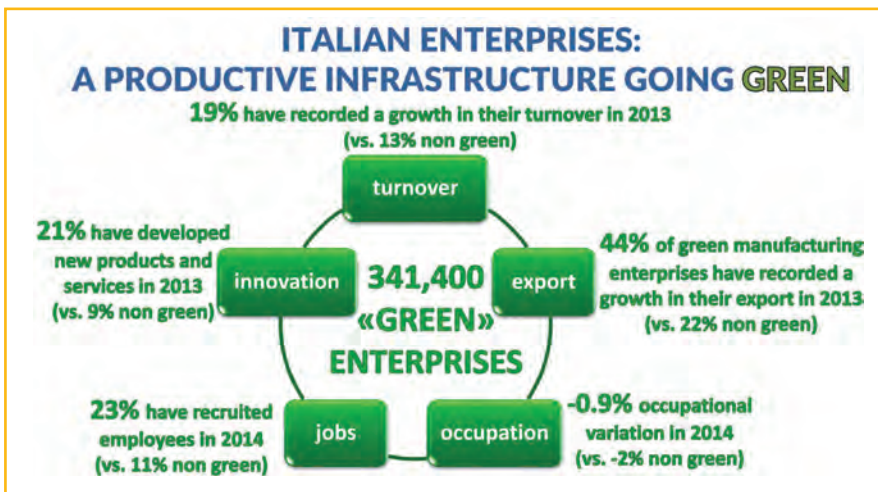 ITALIAN ENTERPRISES:
A PRODUCTIVE INFRASTRUCTURE GOING GREEN
19% have recorded a growth in their turnover in 2013
(vs. 13% non green)
turnover
21% have developed
new products and
services in 2013
(vs. 9% non green)
innovation
341,400
«GREEN»
ENTERPRISES
export
44% of green manufacturing
enterprises have recorded a
growth in their export in 2013
(vs. 22% non green)
23% have recruited
employees in 2014
(vs. 11% non green)
jobs
occupation
-0.9% occupational
variation in 2014
(vs. -2% non green)